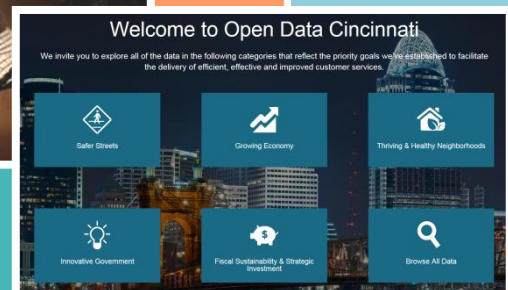 Welcome to Open Data Cincinnati
We invite you to explore all of the data in the following categories that reflect the priority goals we've established to facilitate
the delivery of efficient, effective and improved customer services.
Safer Streets
Growing Economy
Thriving & Healthy Neighborhoods
Innovative Government
Fiscal Sustainability & Strategic
Investment
Browse All Data